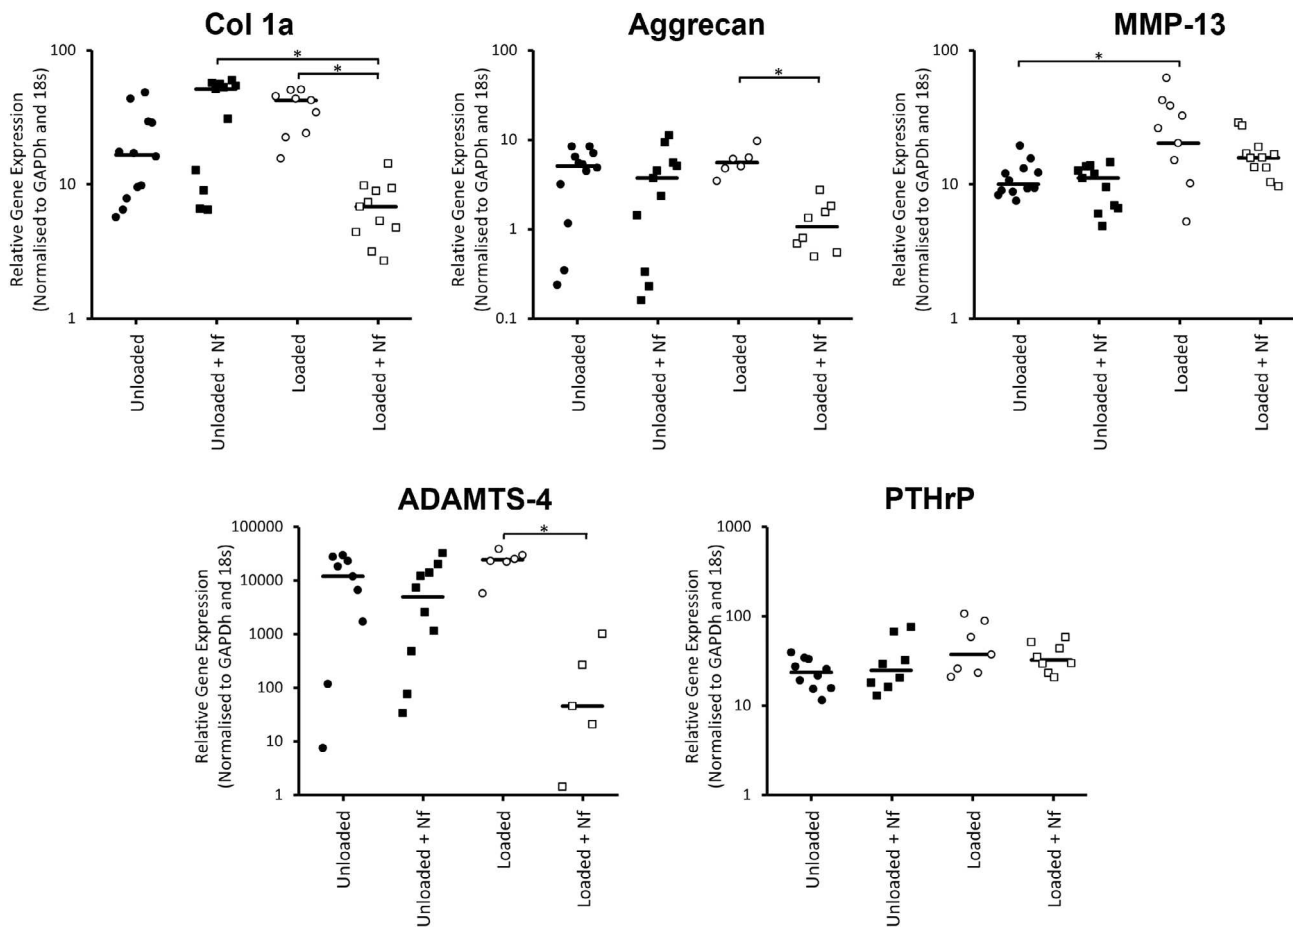 Col 1a
Relative Gene Expression
(Normalised to GAPDh and 18s)
100
10
1
*
*
Unloaded
Unloaded + Nf
Loaded
Loaded + Nf
Aggrecan
Relative Gene Expression
(Normalised to GAPDh and 18s)
100
10
1
0.1
*
Unloaded
Unloaded + Nf
Loaded
Loaded + Nf
MMP-13
Relative Gene Expression
(Normalised to GAPDh and 18s)
100
10
1
*
Unloaded
Unloaded + Nf
Loaded
Loaded + Nf
ADAMTS-4
Relative Gene Expression
(Normalised to GAPDh and 18s)
100000
10000
1000
100
10
1
*
Unloaded
Unloaded + Nf
Loaded
Loaded + Nf
PTHrP
Relative Gene Expression
(Normalised to GAPDh and 18s)
1000
100
10
1
Unloaded
Unloaded + Nf
Loaded
Loaded + Nf